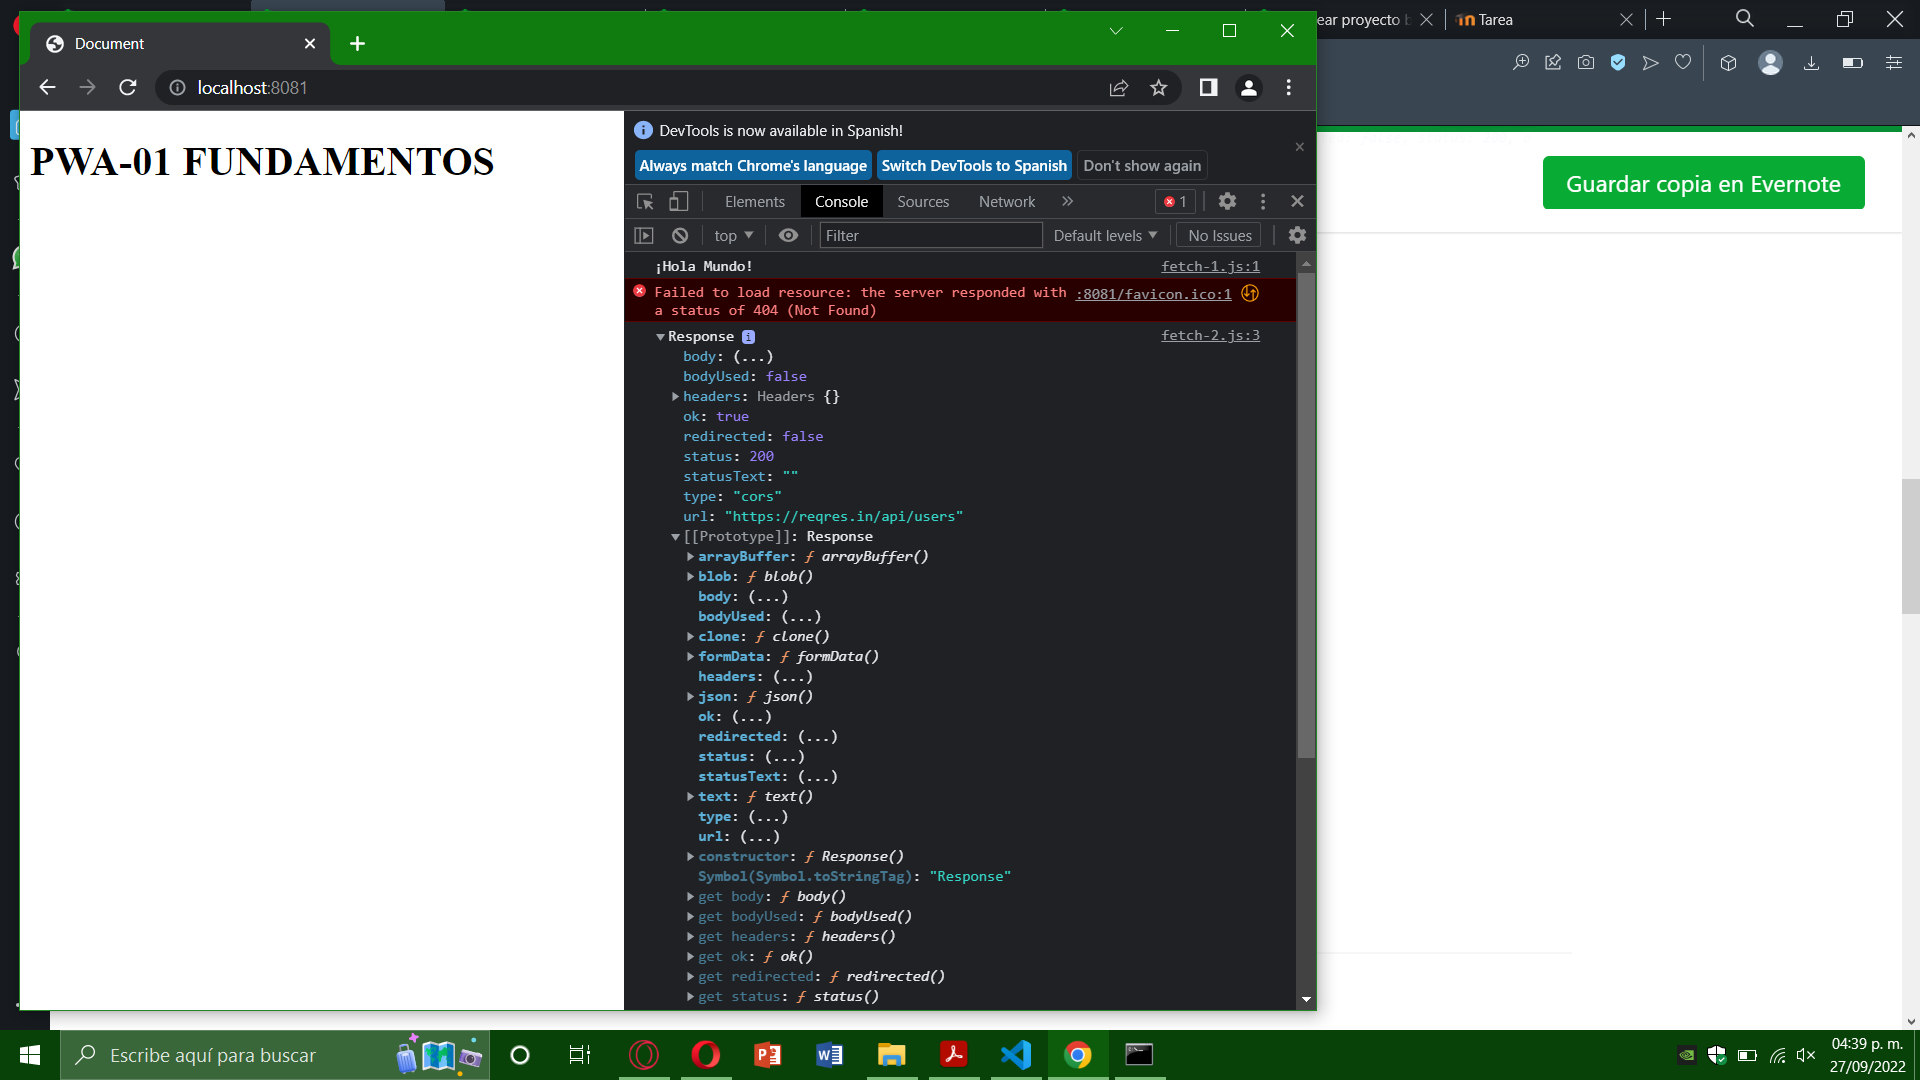 Document
ear proyecto b
Tarea
localhost:8081
PWA-01 FUNDAMENTOS
Guardar copia en Evernote
DevTools is now available in Spanish!
Always match Chrome's language
Switch DevTools to Spanish
Don't show again
Elements
Console
Sources
Network
1
top
Filter
Default levels
No Issues
¡Hola Mundo! fetch-1.js:1
Failed to load resource: the server responded with :8081/favicon.ico:1
a status of 404 (Not Found)
Response fetch-2.js:3
body: (...)
bodyUsed: false
headers: Headers {}
ok: true
redirected: false
status: 200
statusText: ""
type: "cors"
url: "https://reqres.in/api/users"
[[Prototype]]: Response
arrayBuffer: ƒ arrayBuffer()
blob: ƒ blob()
body: (...)
bodyUsed: (...)
clone: ƒ clone()
formData: ƒ formData()
headers: (...)
json: ƒ json()
ok: (...)
redirected: (...)
status: (...)
statusText: (...)
text: ƒ text()
type: (...)
url: (...)
constructor: ƒ Response()
Symbol(Symbol.toStringTag): "Response"
get body: ƒ body()
get bodyUsed: ƒ bodyUsed()
get headers: ƒ headers()
get ok: ƒ ok()
get redirected: ƒ redirected()
get status: ƒ status()
Escribe aquí para buscar
04:39 p. m.
27/09/2022